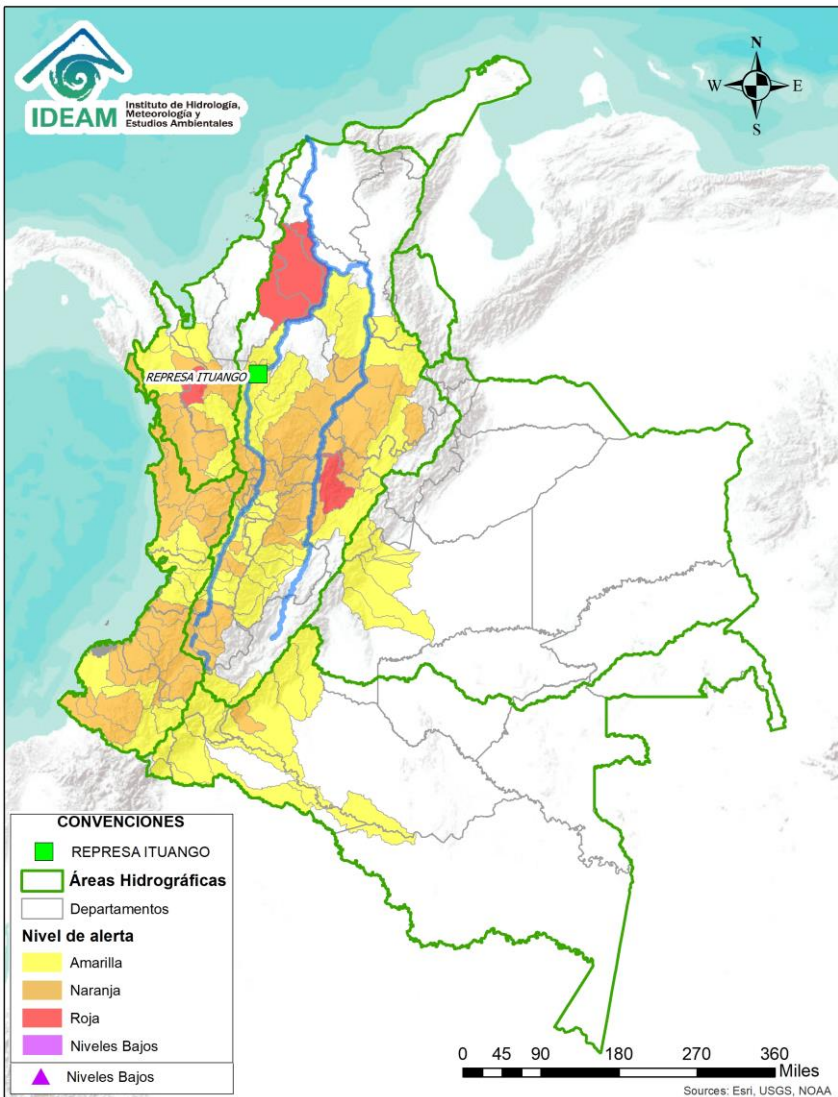 IDEAM
Instituto de Hidrología,
Meteorología y
Estudios Ambientales
N
W
E
S
REPRESA ITUANGO
CONVENCIONES
REPRESA ITUANGO
Áreas Hidrográficas
Departamentos
Nivel de alerta
Amarilla
Naranja
Roja
Niveles Bajos
Niveles Bajos
0 45 90 180 270 360
Miles
Sources: Esri, USGS, NOAA